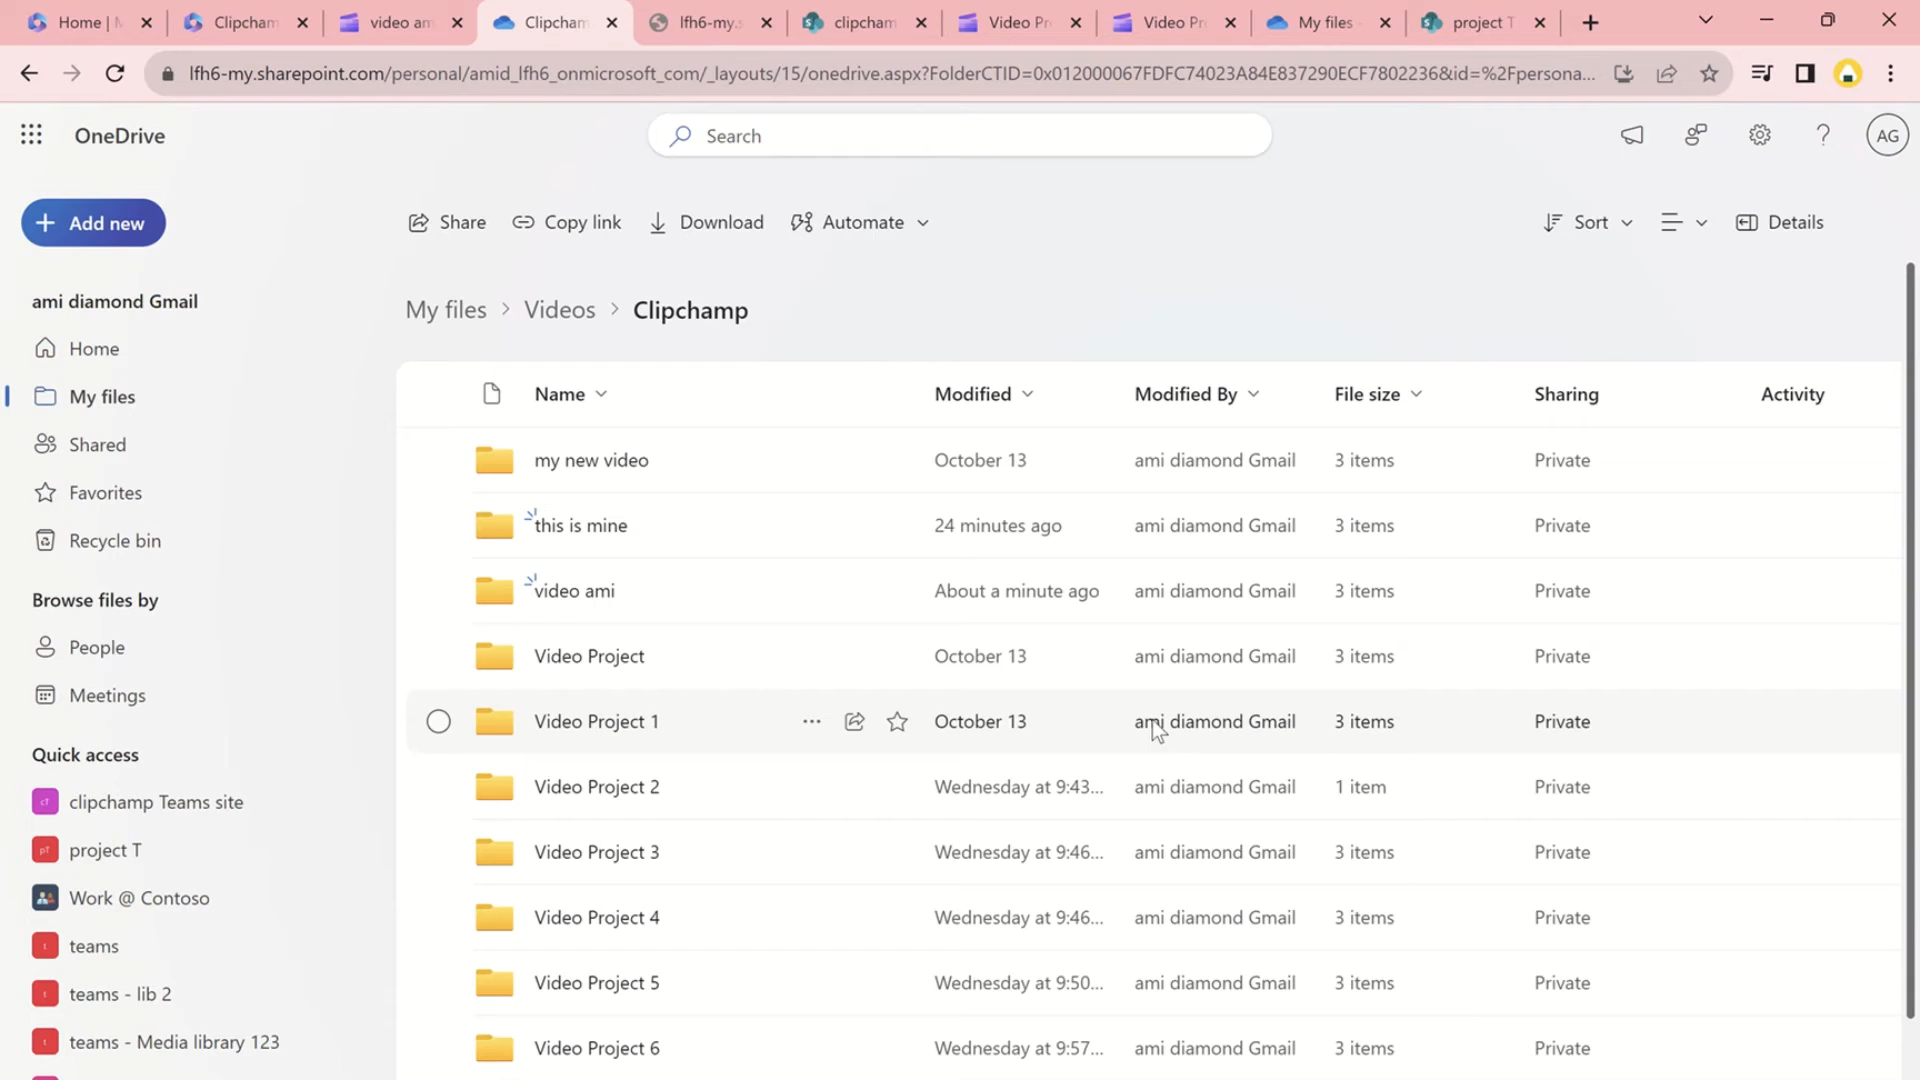 Home | M
Clipcham
video am
Clipcham
lfh6-my.s
clipcham
Video Pr
Video Pr
My files -
project T
lfh6-my.sharepoint.com/personal/amid_lfh6_onmicrosoft_com/_layouts/15/onedrive.aspx?FolderCTID=0x012000067FDFC74023A84E837290ECF7802236&id=%2Fpersona...
OneDrive
Search
AG
Add new
Share
Copy link
Download
Automate
Sort
Details
ami diamond Gmail
Home
My files
Shared
Favorites
Recycle bin
Browse files by
People
Meetings
Quick access
cT clipchamp Teams site
pT project T
Work @ Contoso
t teams
t teams - lib 2
t teams - Media library 123
My files > Videos > Clipchamp
Name Modified Modified By File size Sharing Activity
my new video October 13 ami diamond Gmail 3 items Private
this is mine 24 minutes ago ami diamond Gmail 3 items Private
video ami About a minute ago ami diamond Gmail 3 items Private
Video Project October 13 ami diamond Gmail 3 items Private
Video Project 1 October 13 ami diamond Gmail 3 items Private
Video Project 2 Wednesday at 9:43... ami diamond Gmail 1 item Private
Video Project 3 Wednesday at 9:46... ami diamond Gmail 3 items Private
Video Project 4 Wednesday at 9:46... ami diamond Gmail 3 items Private
Video Project 5 Wednesday at 9:50... ami diamond Gmail 3 items Private
Video Project 6 Wednesday at 9:57... ami diamond Gmail 3 items Private